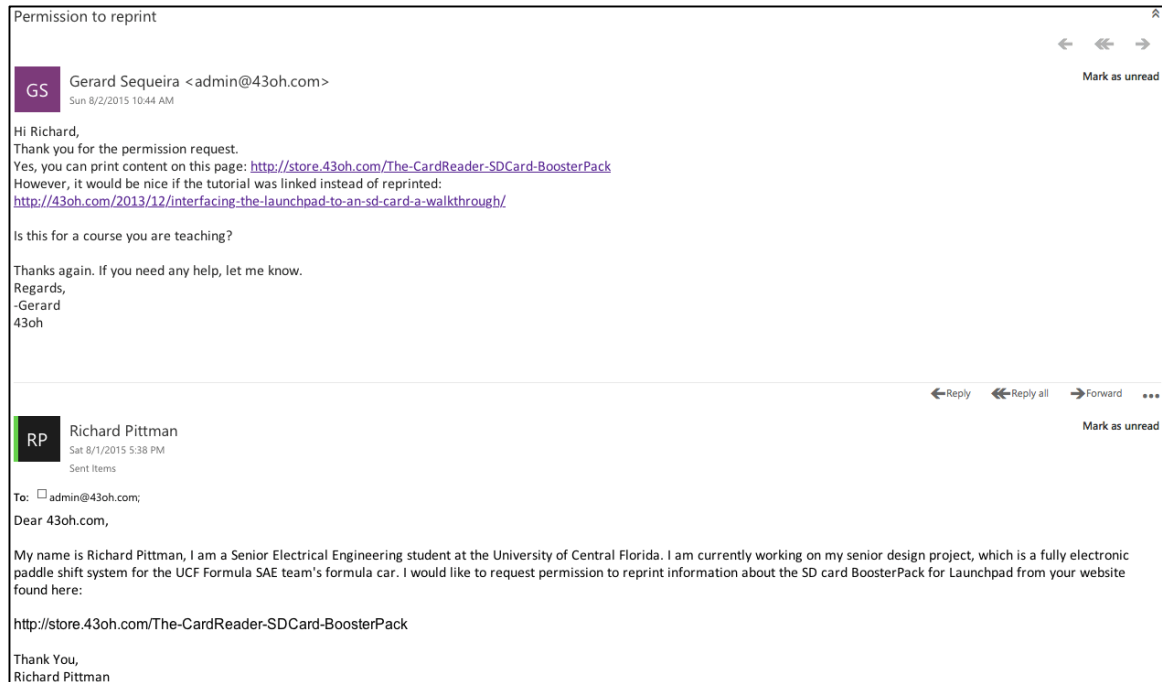 Permission to reprint
GS
Gerard Sequeira <admin@43oh.com>
Mark as unread
Sun 8/2/2015 10:44 AM
Hi Richard,
Thank you for the permission request.
Yes, you can print content on this page: http://store.43oh.com/The-CardReader-SDCard-BoosterPack
However, it would be nice if the tutorial was linked instead of reprinted:
http://43oh.com/2013/12/interfacing-the-launchpad-to-an-sd-card-a-walkthrough/
Is this for a course you are teaching?
Thanks again. If you need any help, let me know.
Regards,
-Gerard
43oh
Reply Reply all Forward
RP
Richard Pittman
Mark as unread
Sat 8/1/2015 5:38 PM
Sent Items
To: admin@43oh.com;
Dear 43oh.com,
My name is Richard Pittman, I am a Senior Electrical Engineering student at the University of Central Florida. I am currently working on my senior design project, which is a fully electronic
paddle shift system for the UCF Formula SAE team's formula car. I would like to request permission to reprint information about the SD card BoosterPack for Launchpad from your website
found here:
http://store.43oh.com/The-CardReader-SDCard-BoosterPack
Thank You,
Richard Pittman